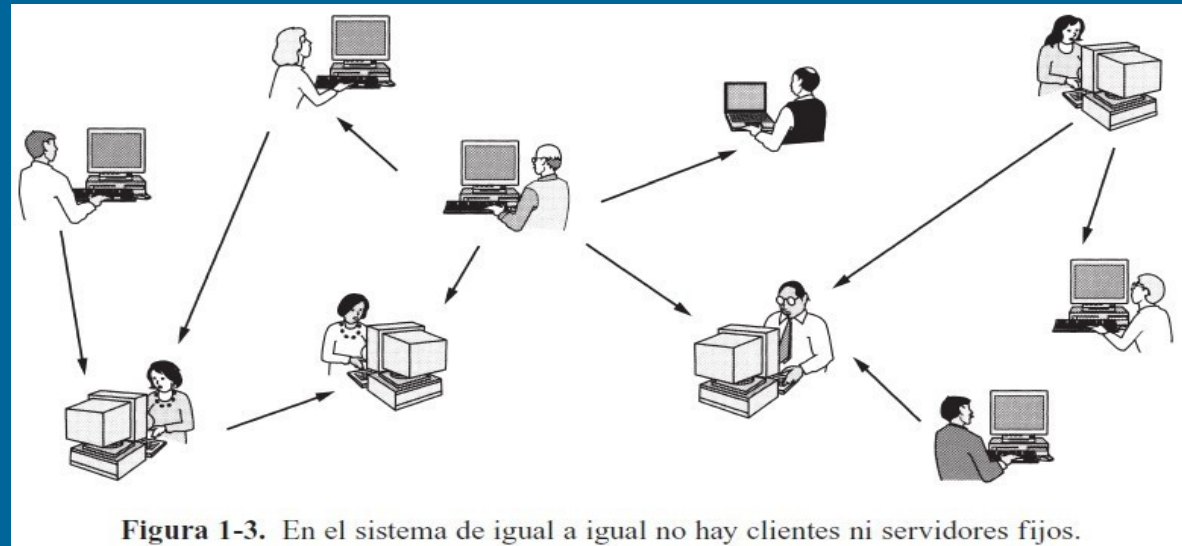 Figura 1-3. En el sistema de igual a igual no hay clientes ni servidores fijos.